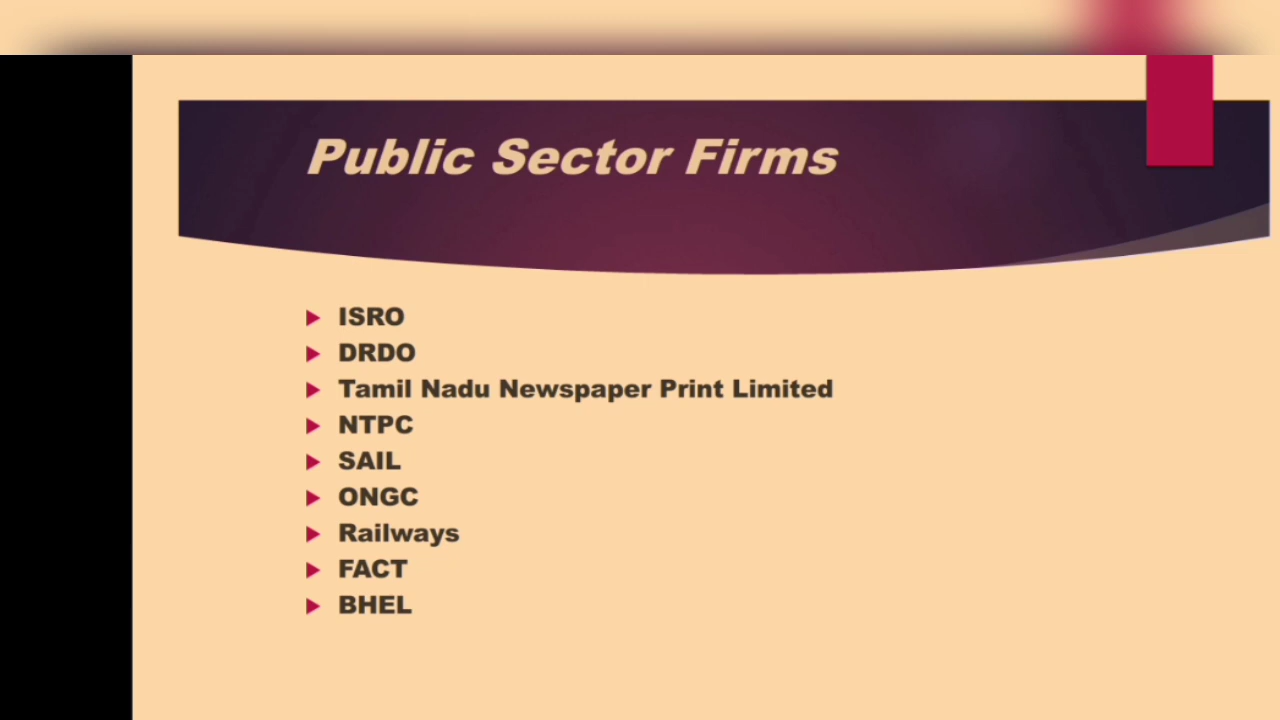 Public Sector Firms
ISRO
DRDO
Tamil Nadu Newspaper Print Limited
NTPC
SAIL
ONGC
Railways
FACT
BHEL